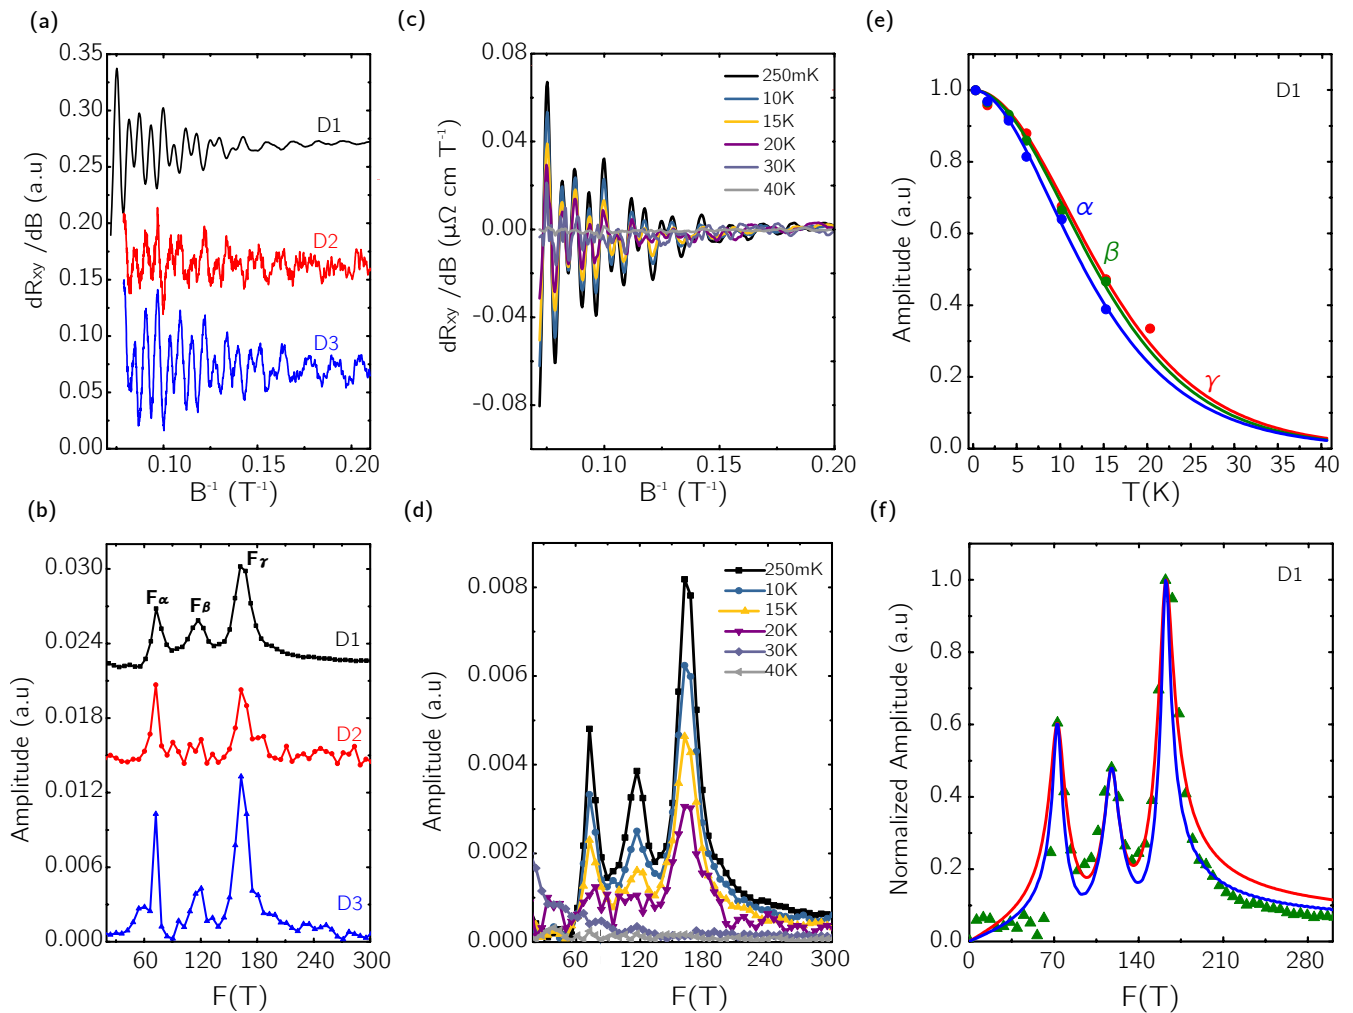 (a)
0.35
0.30
0.25
0.20
0.15
0.10
0.05
0.00
dRxy /dB (a.u)
D1
D2
D3
0.10 0.15 0.20
B⁻¹ (T⁻¹)
(c)
0.08
0.04
0.00
-0.04
-0.08
dRxy /dB (μΩ cm T⁻¹)
250mK
10K
15K
20K
30K
40K
0.10 0.15 0.20
B⁻¹ (T⁻¹)
(e)
1.0
0.8
0.6
0.4
0.2
0.0
Amplitude (a.u)
D1
α
β
γ
0 5 10 15 20 25 30 35 40
T(K)
(b)
0.030
0.024
0.018
0.012
0.006
0.000
Amplitude (a.u)
Fα
Fβ
Fγ
D1
D2
D3
60 120 180 240 300
F(T)
(d)
0.008
0.006
0.004
0.002
0.000
Amplitude (a.u)
250mK
10K
15K
20K
30K
40K
60 120 180 240 300
F(T)
(f)
1.0
0.8
0.6
0.4
0.2
0.0
Normalized Amplitude (a.u)
D1
0 70 140 210 280
F(T)